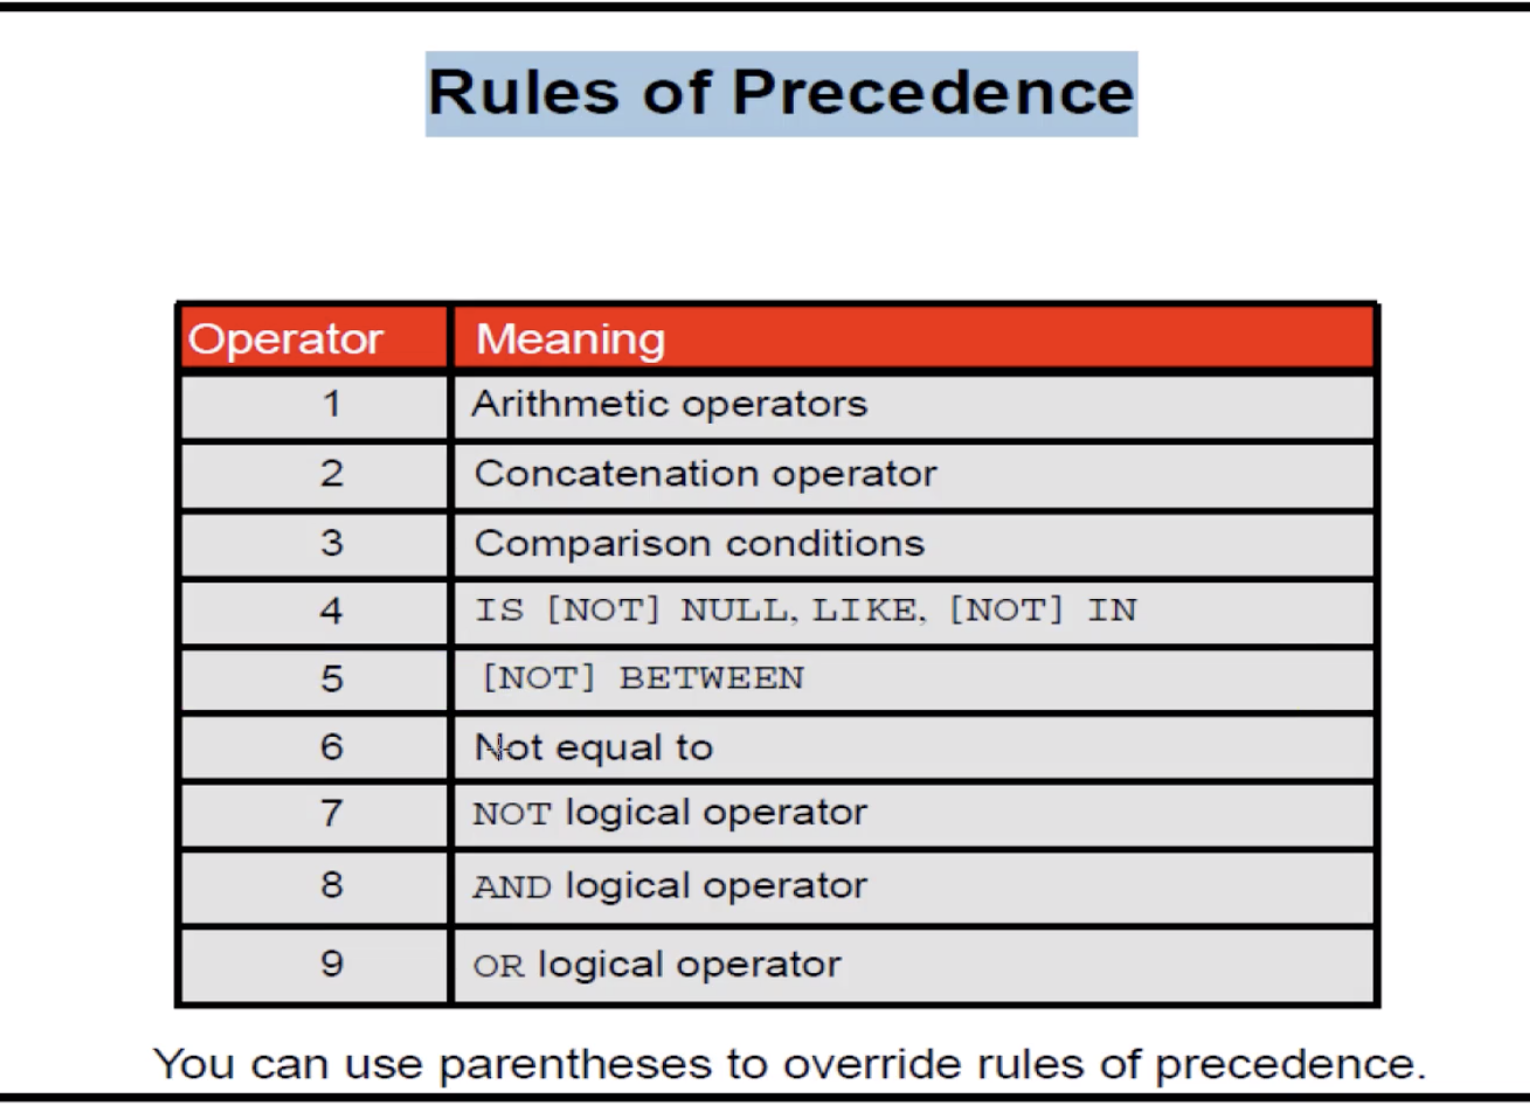 Rules of Precedence
Operator Meaning
1 Arithmetic operators
2 Concatenation operator
3 Comparison conditions
4 IS [NOT] NULL, LIKE, [NOT] IN
5 [NOT] BETWEEN
6 Not equal to
7 NOT logical operator
8 AND logical operator
9 OR logical operator
You can use parentheses to override rules of precedence.